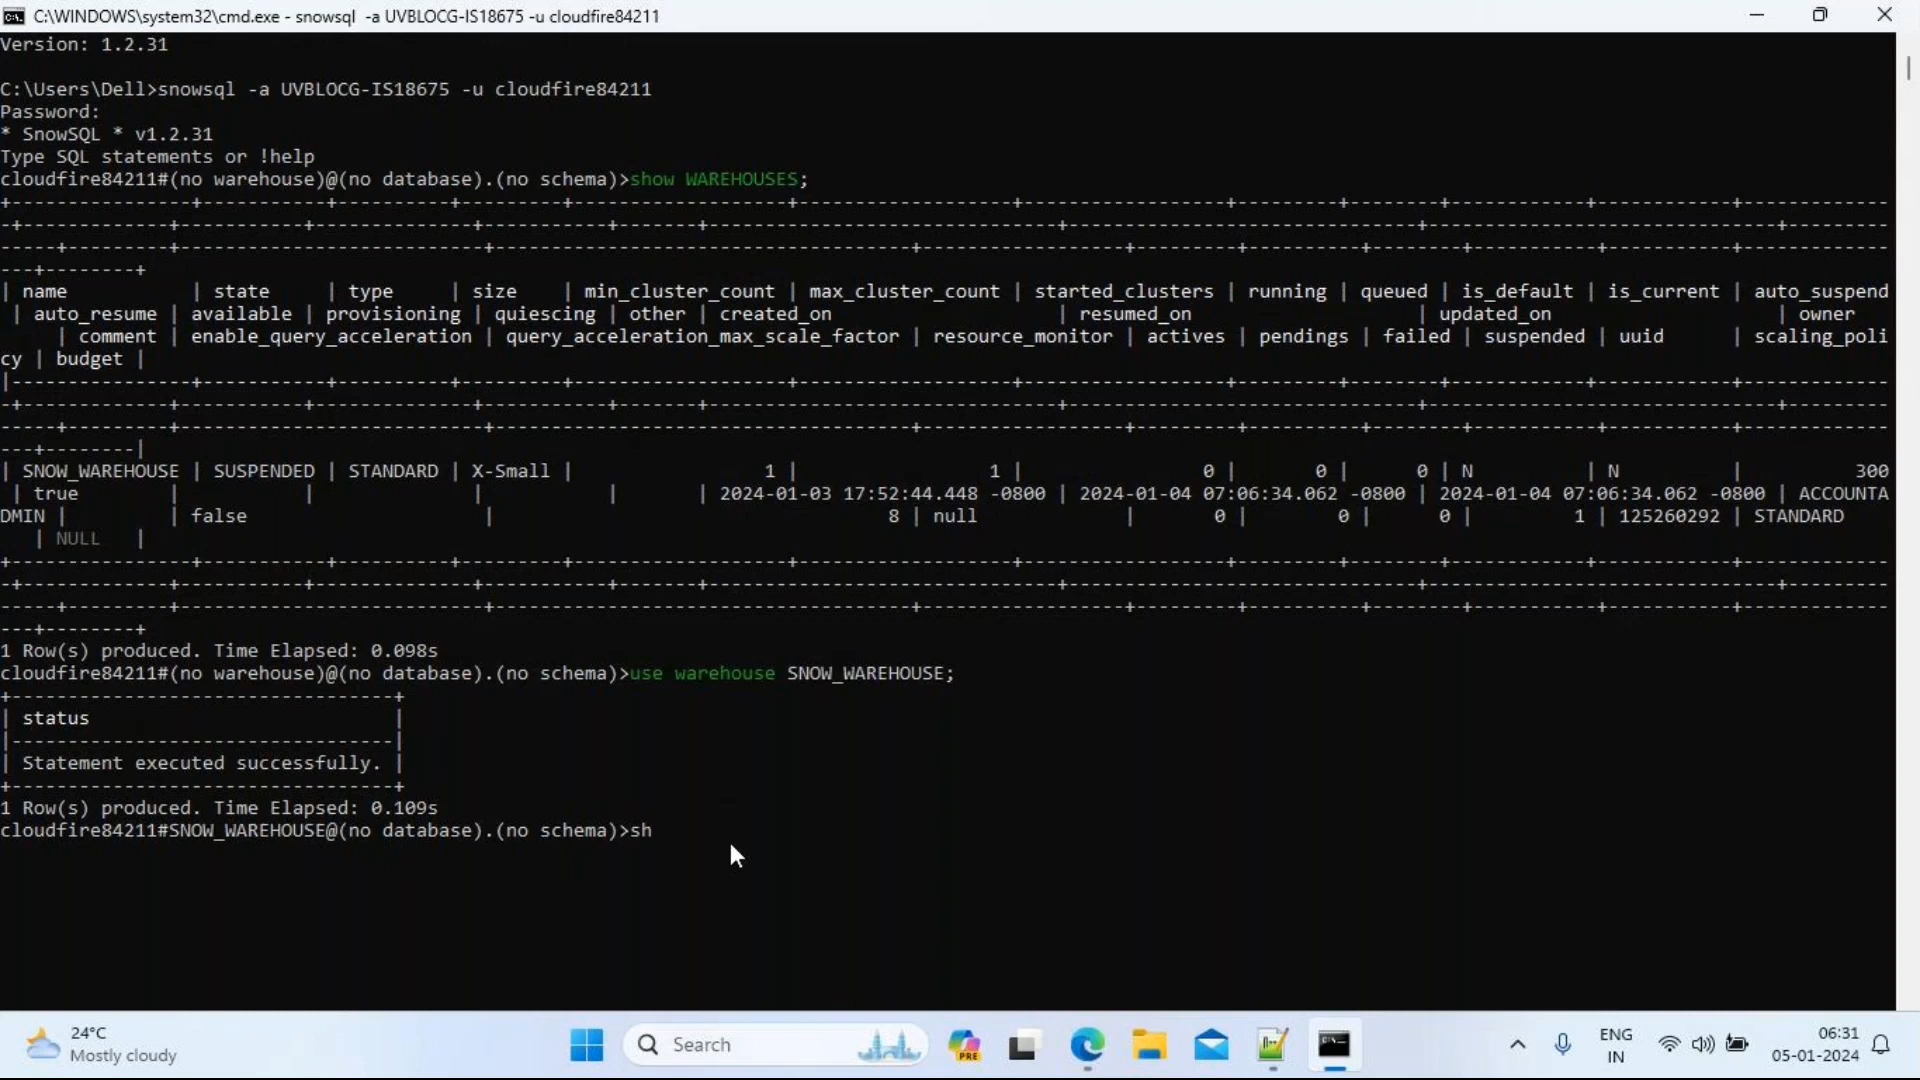 C:\WINDOWS\system32\cmd.exe - snowsql  -a UVBLOCG-IS18675 -u cloudfire84211
Version: 1.2.31
C:\Users\Dell>snowsql -a UVBLOCG-IS18675 -u cloudfire84211
Password:
* SnowSQL * v1.2.31
Type SQL statements or !help
cloudfire84211#(no warehouse)@(no database).(no schema)>show WAREHOUSES;
| name | state | type | size | min_cluster_count | max_cluster_count | started_clusters | running | queued | is_default | is_current | auto_suspend
| auto_resume | available | provisioning | quiescing | other | created_on | resumed_on | updated_on | owner
| comment | enable_query_acceleration | query_acceleration_max_scale_factor | resource_monitor | actives | pendings | failed | suspended | uuid | scaling_poli
cy | budget |
| SNOW_WAREHOUSE | SUSPENDED | STANDARD | X-Small | 1 | 1 | 0 | 0 | 0 | N | N | 300
| true | | | | | 2024-01-03 17:52:44.448 -0800 | 2024-01-04 07:06:34.062 -0800 | 2024-01-04 07:06:34.062 -0800 | ACCOUNTA
DMIN | | false | 8 | null | 0 | 0 | 0 | 1 | 125260292 | STANDARD
| NULL |
1 Row(s) produced. Time Elapsed: 0.098s
cloudfire84211#(no warehouse)@(no database).(no schema)>use warehouse SNOW_WAREHOUSE;
| status |
| Statement executed successfully. |
1 Row(s) produced. Time Elapsed: 0.109s
cloudfire84211#SNOW_WAREHOUSE@(no database).(no schema)>sh
24°C
Mostly cloudy
Search
PRE
ENG
IN
06:31
05-01-2024